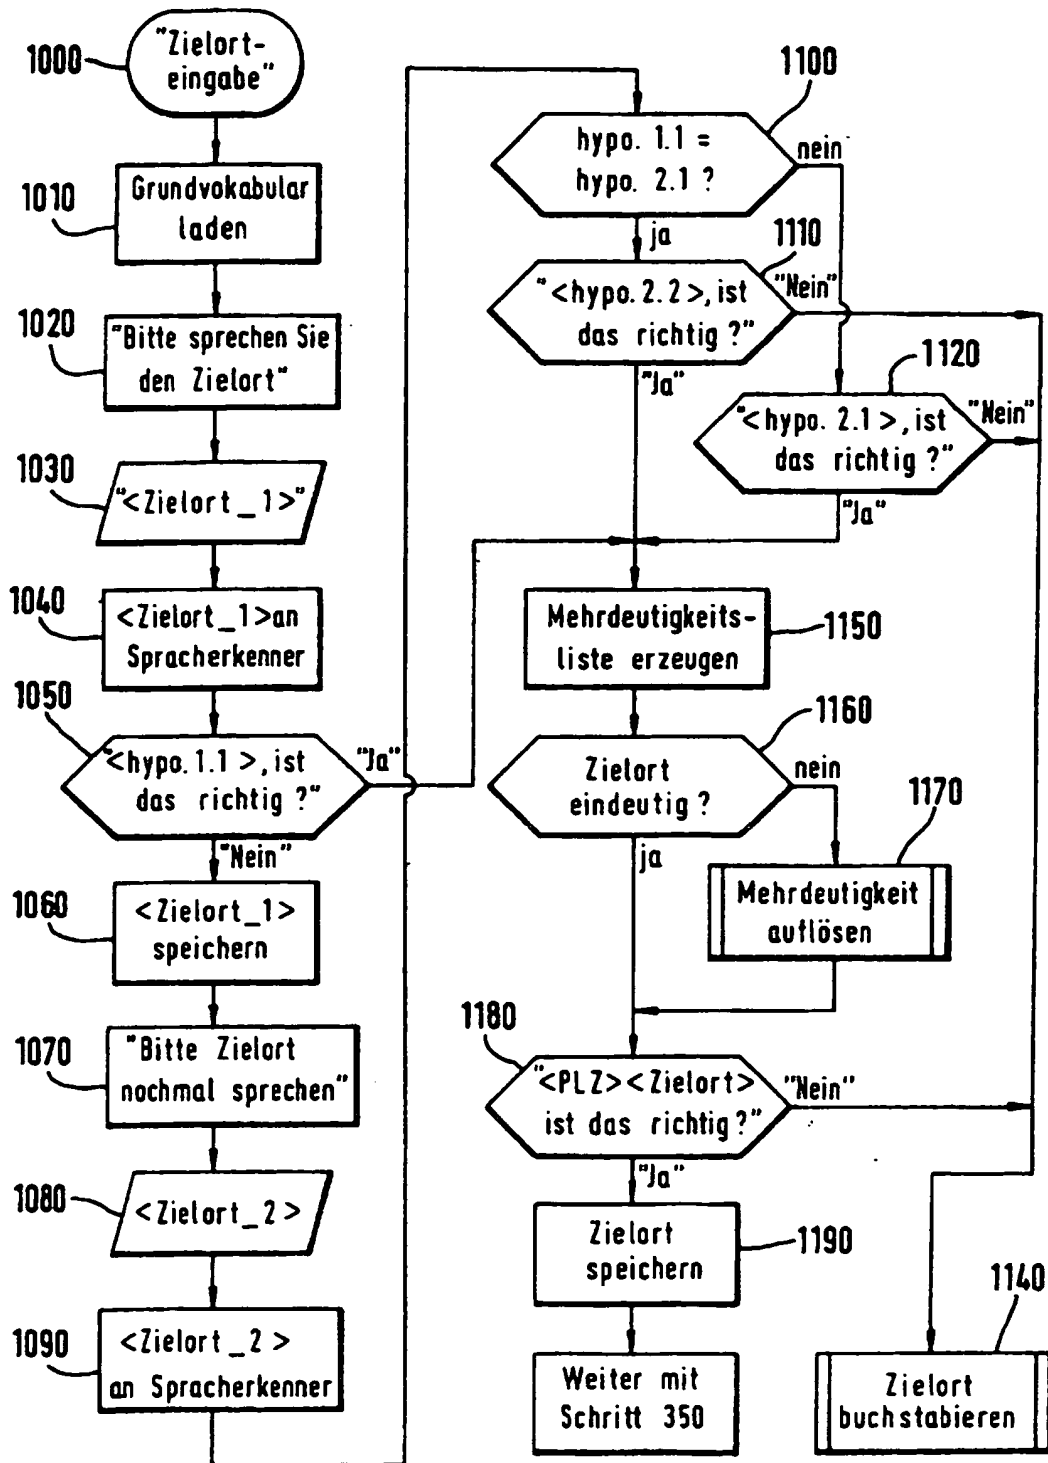 1000
"Zielort-
eingabe"
1010
Grundvokabular
laden
1020
"Bitte sprechen Sie
den Zielort"
1030
"<Zielort_1>"
1040
<Zielort_1>an
Spracherkenner
1050
"<hypo.1.1>, ist
das richtig?"
"Ja"
"Nein"
1060
<Zielort_1>
speichern
1070
"Bitte Zielort
nochmal sprechen"
1080
<Zielort_2>
1090
<Zielort_2>
an Spracherkenner
1100
hypo. 1.1 =
hypo. 2.1 ?
nein
ja
1110
"<hypo.2.2>, ist
das richtig?"
"Nein"
"Ja"
1120
"<hypo. 2.1>, ist
das richtig?"
"Nein"
"Ja"
Mehrdeutigkeits-
liste erzeugen
1150
1160
Zielort
eindeutig?
nein
ja
1170
Mehrdeutigkeit
auflösen
1180
"<PLZ><Zielort>
ist das richtig?"
"Nein"
"Ja"
Zielort
speichern
1190
Weiter mit
Schritt 350
1140
Zielort
buchstabieren